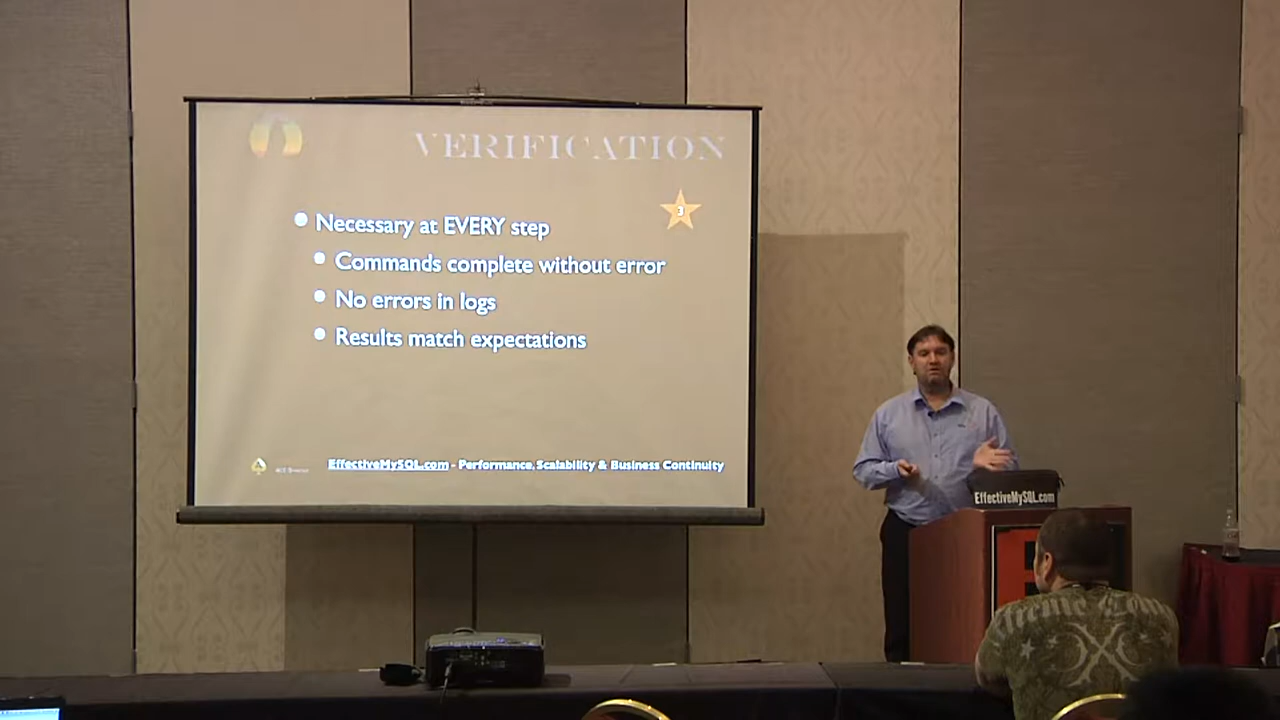 VERIFICATION
3
Necessary at EVERY step
Commands complete without error
No errors in logs
Results match expectations
EffectiveMySQL.com - Performance, Scalability & Business Continuity
EffectiveMySQL.com